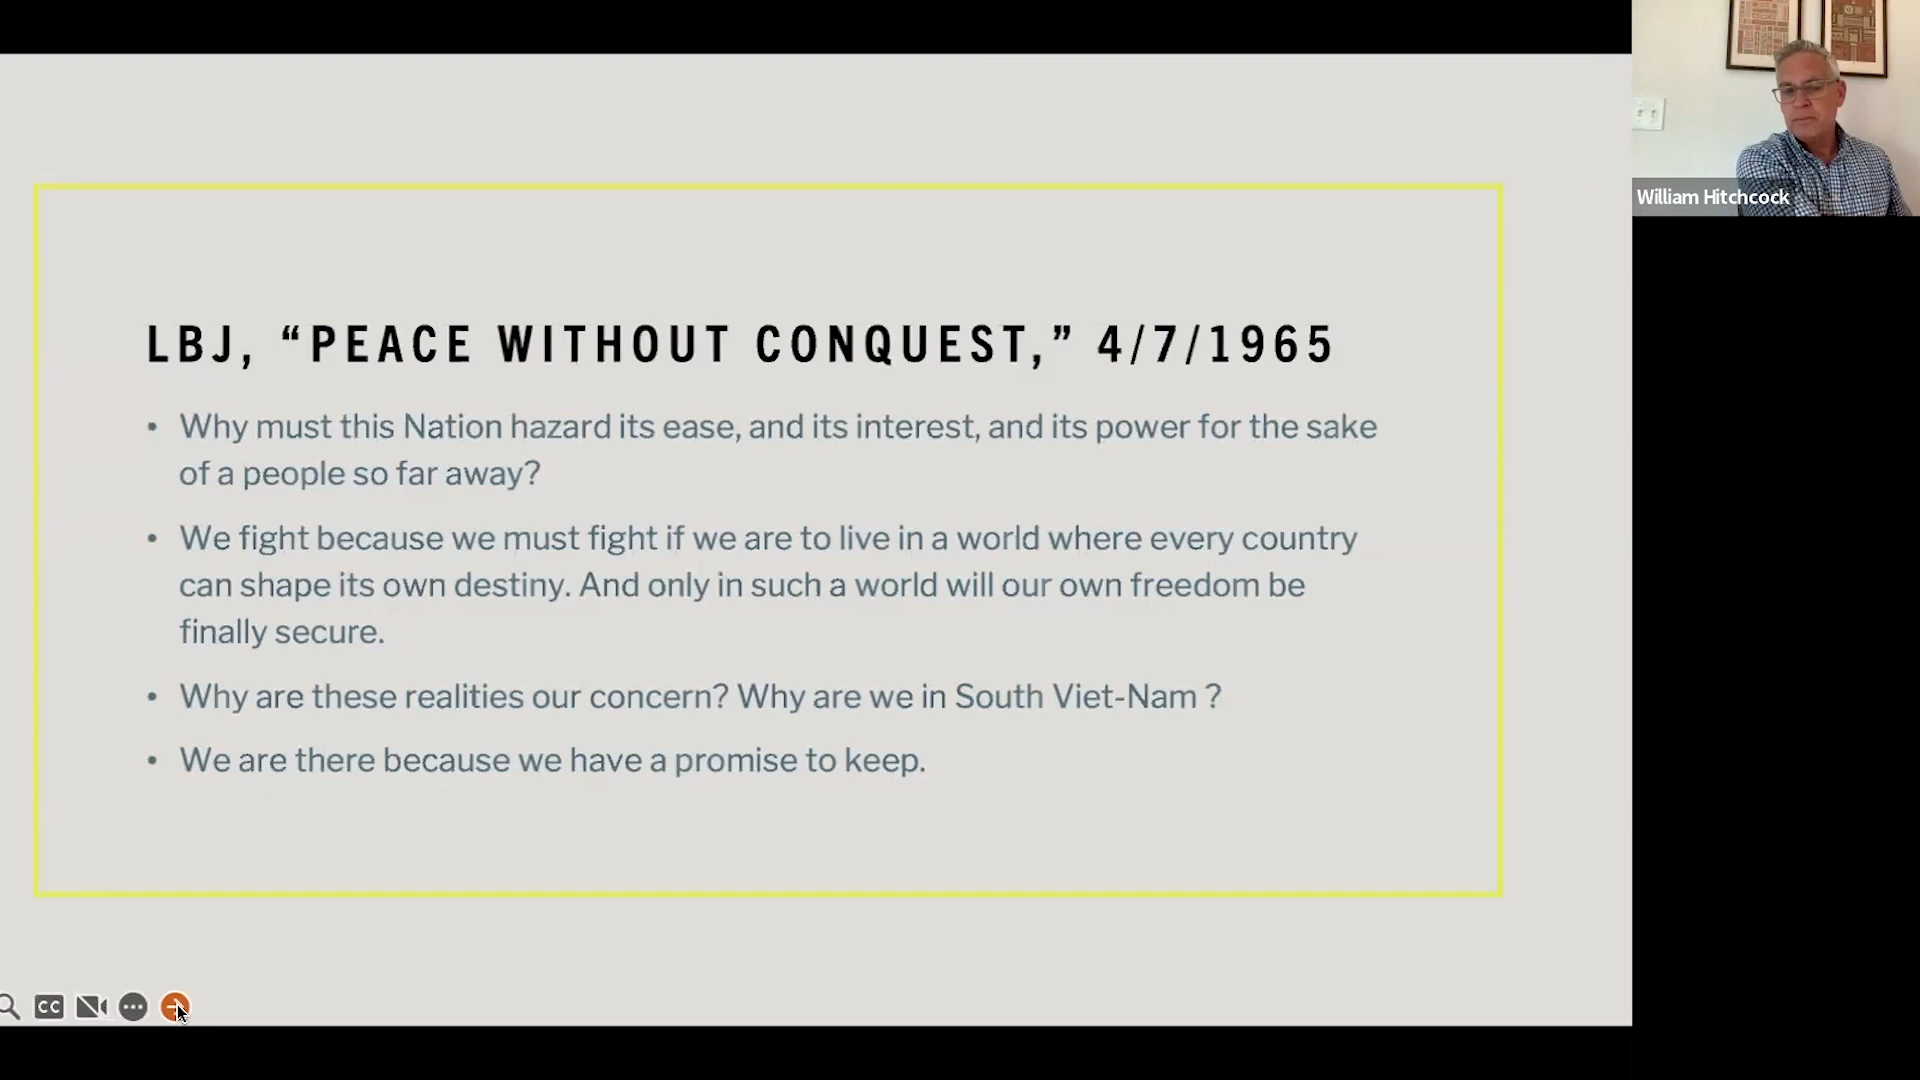 LBJ, “PEACE WITHOUT CONQUEST,” 4/7/1965
• Why must this Nation hazard its ease, and its interest, and its power for the sake
of a people so far away?
• We fight because we must fight if we are to live in a world where every country
can shape its own destiny. And only in such a world will our own freedom be
finally secure.
• Why are these realities our concern? Why are we in South Viet-Nam ?
• We are there because we have a promise to keep.
William Hitchcock
CC